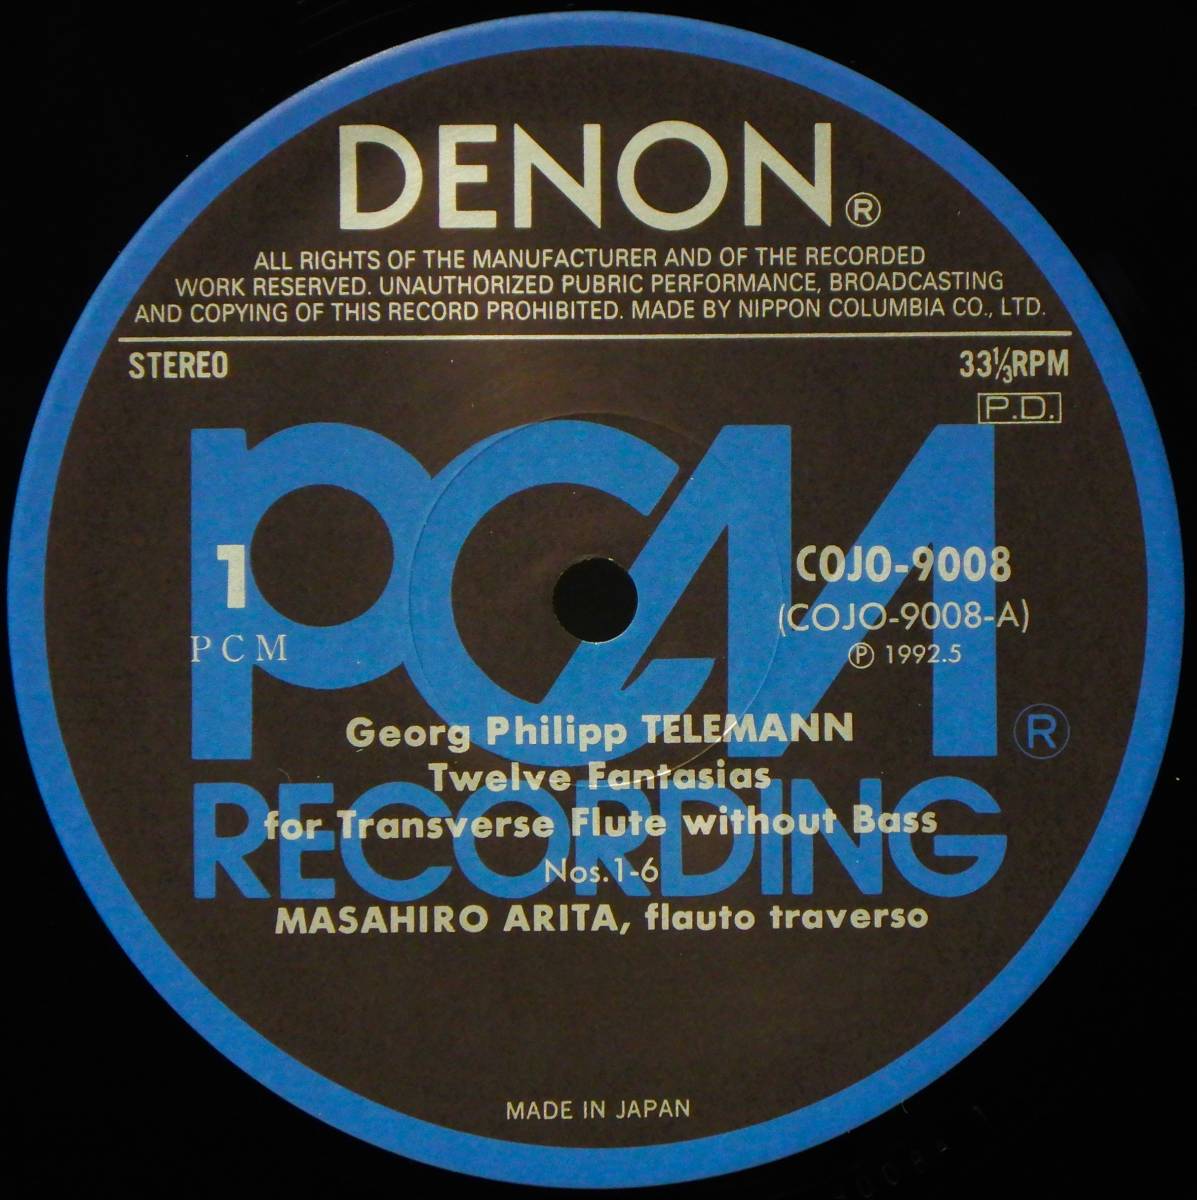 DENON®
ALL RIGHTS OF THE MANUFACTURER AND OF THE RECORDED
WORK RESERVED. UNAUTHORIZED PUBRIC PERFORMANCE, BROADCASTING
AND COPYING OF THIS RECORD PROHIBITED. MADE BY NIPPON COLUMBIA CO., LTD.
STEREO
33⅓RPM
P.D.
PCM®
RECORDING
1
PCM
COJO-9008
(COJO-9008-A)
℗ 1992.5
Georg Philipp TELEMANN
Twelve Fantasias
for Transverse Flute without Bass
Nos.1-6
MASAHIRO ARITA, flauto traverso
MADE IN JAPAN